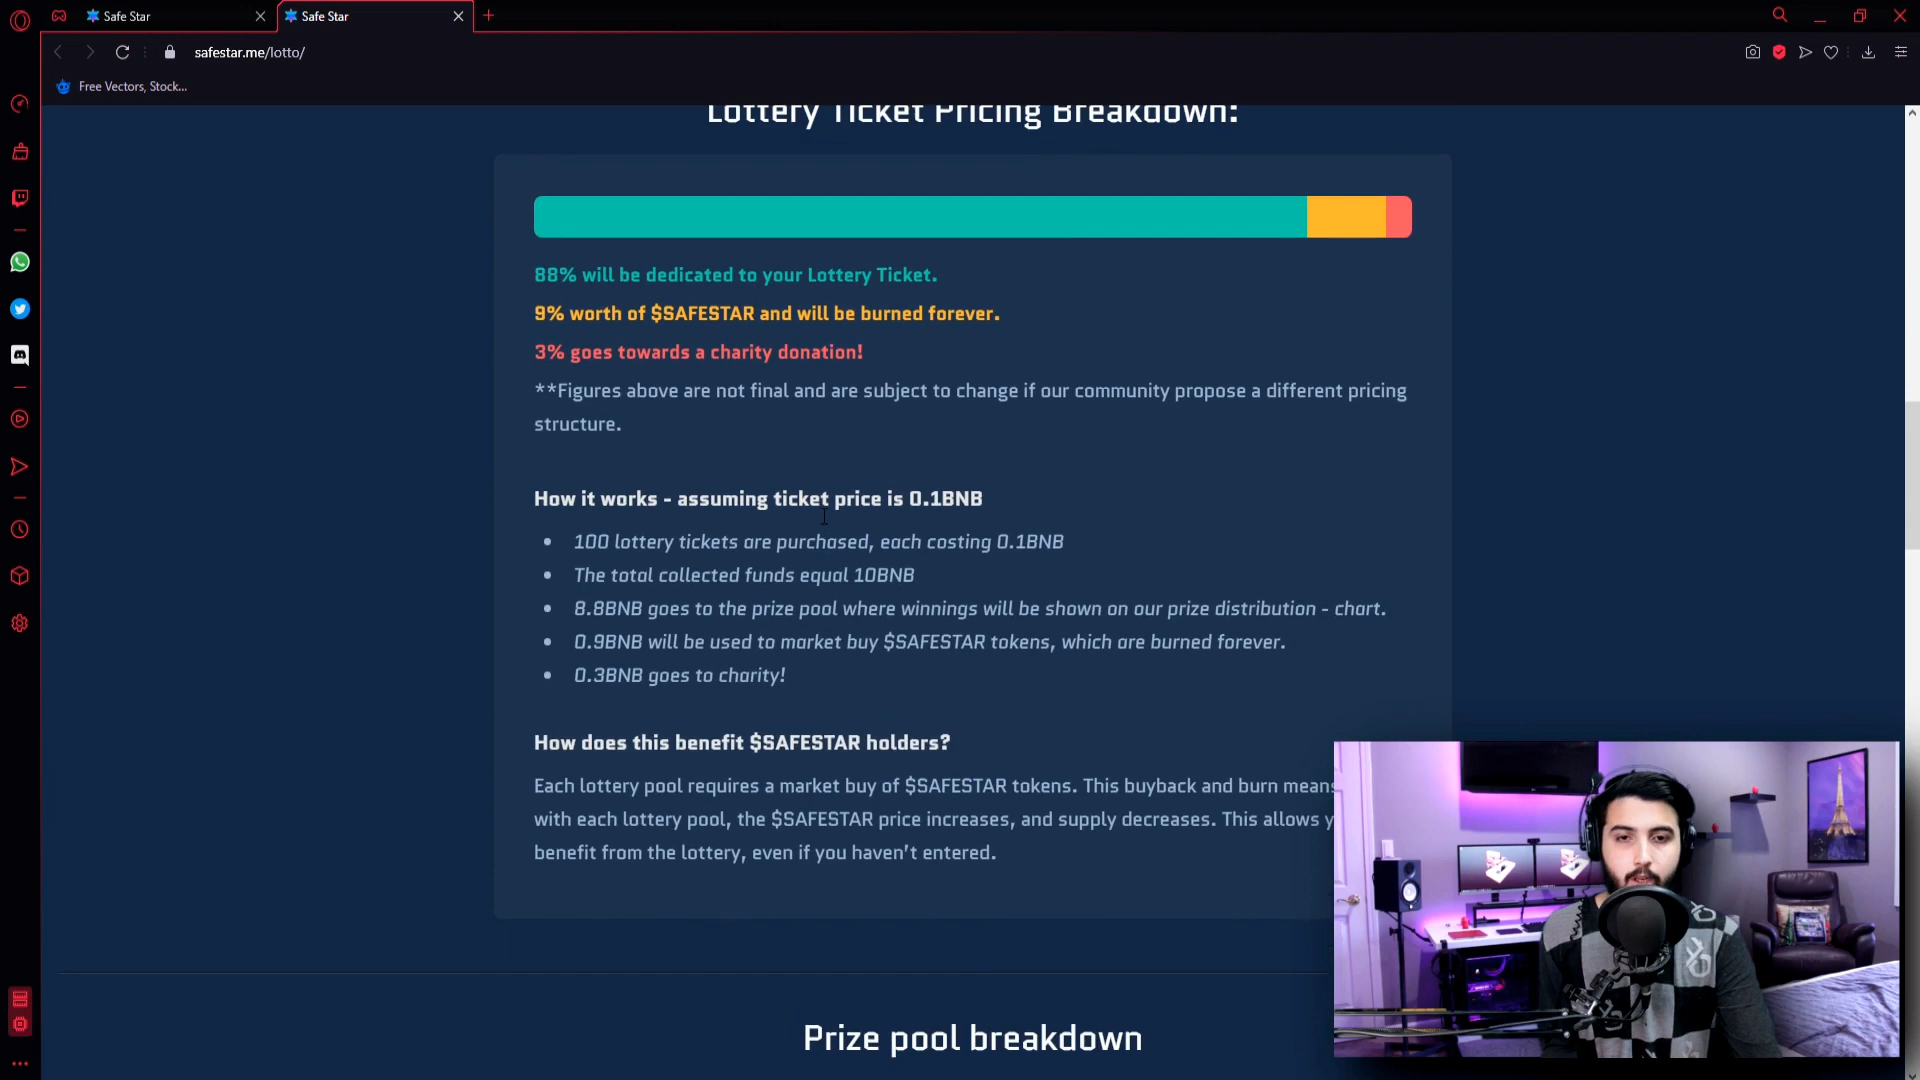 Safe Star
Safe Star
safestar.me/lotto/
Free Vectors, Stock...
Lottery Ticket Pricing Breakdown:
88% will be dedicated to your Lottery Ticket.
9% worth of $SAFESTAR and will be burned forever.
3% goes towards a charity donation!
**Figures above are not final and are subject to change if our community propose a different pricing
structure.
How it works - assuming ticket price is 0.1BNB
100 lottery tickets are purchased, each costing 0.1BNB
The total collected funds equal 10BNB
8.8BNB goes to the prize pool where winnings will be shown on our prize distribution - chart.
0.9BNB will be used to market buy $SAFESTAR tokens, which are burned forever.
0.3BNB goes to charity!
How does this benefit $SAFESTAR holders?
Each lottery pool requires a market buy of $SAFESTAR tokens. This buyback and burn means
with each lottery pool, the $SAFESTAR price increases, and supply decreases. This allows
benefit from the lottery, even if you haven't entered.
Prize pool breakdown